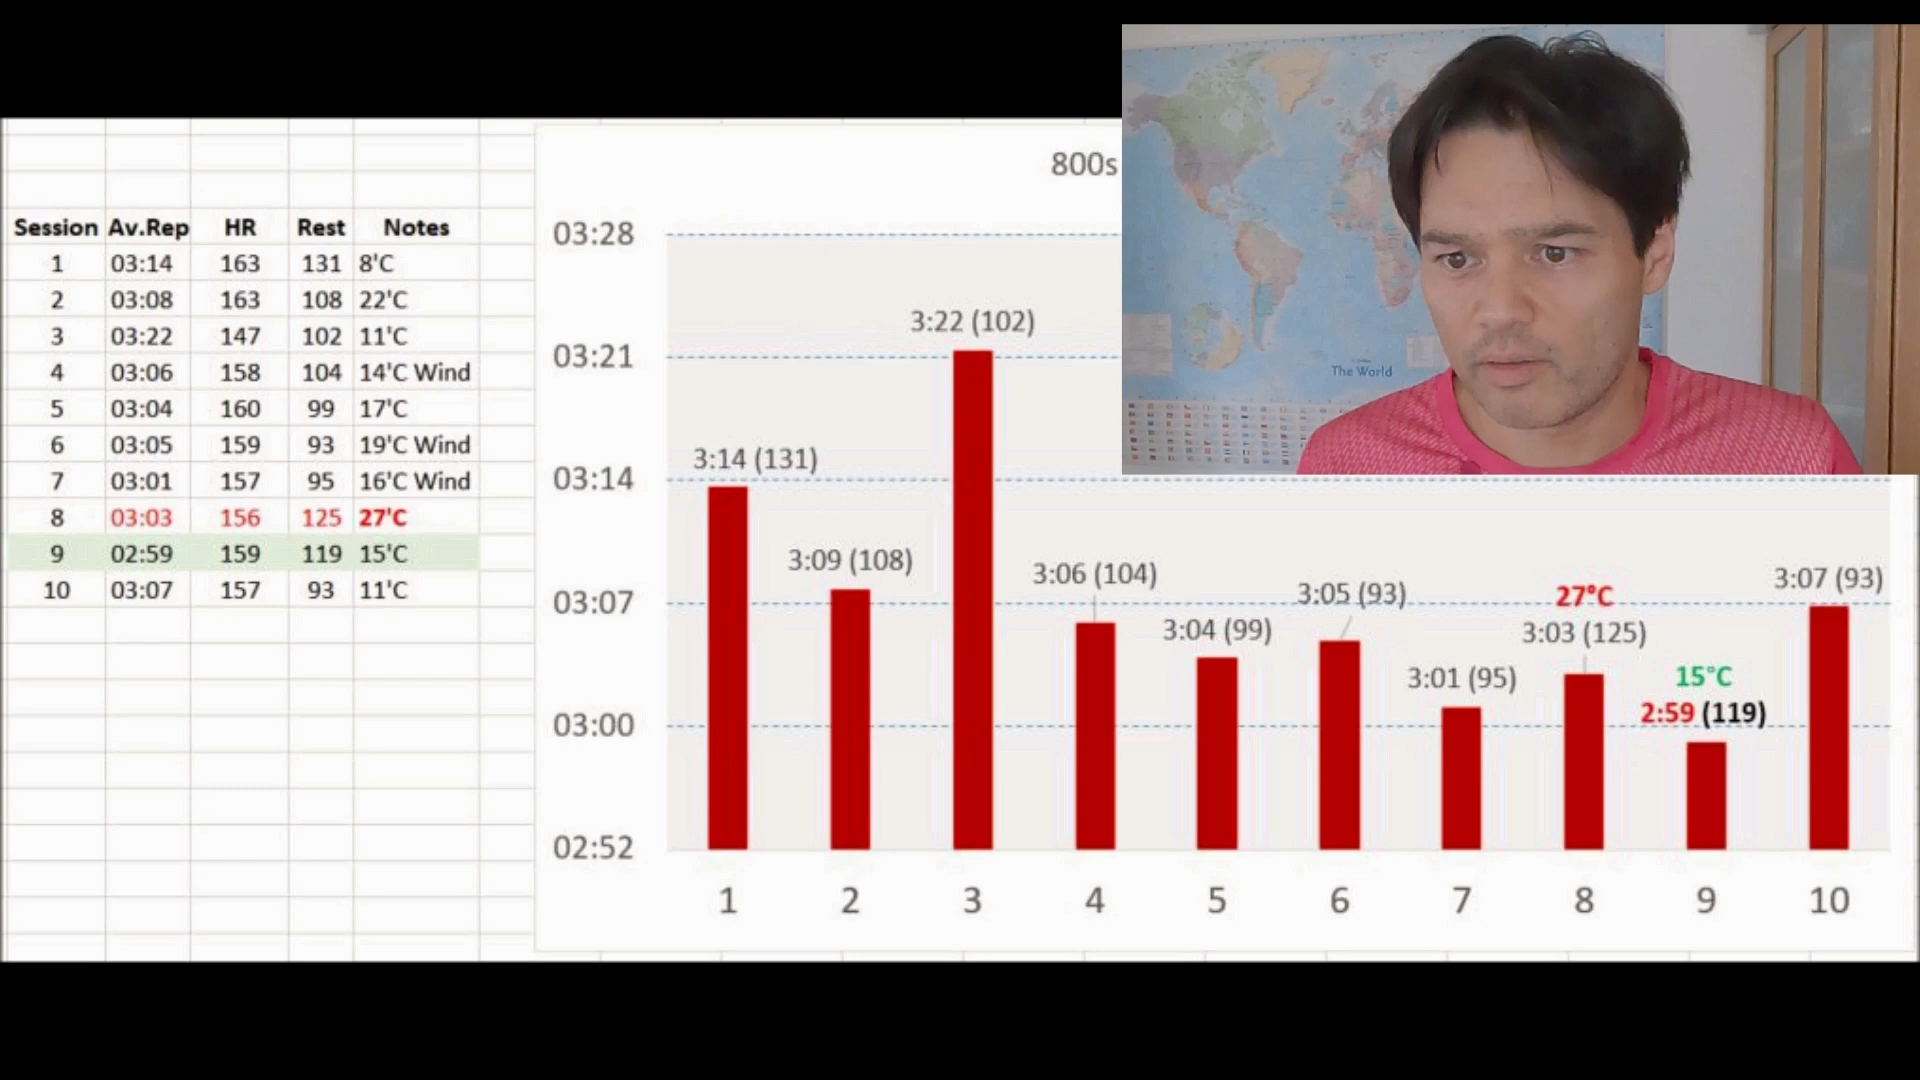 Session Av.Rep HR Rest Notes
1 03:14 163 131 8'C
2 03:08 163 108 22'C
3 03:22 147 102 11'C
4 03:06 158 104 14'C Wind
5 03:04 160 99 17'C
6 03:05 159 93 19'C Wind
7 03:01 157 95 16'C Wind
8 03:03 156 125 27'C
9 02:59 159 119 15'C
10 03:07 157 93 11'C
800s
03:28
03:21
03:14
03:07
03:00
02:52
3:14 (131)
3:09 (108)
3:22 (102)
3:06 (104)
3:04 (99)
3:05 (93)
3:01 (95)
27°C
3:03 (125)
15°C
2:59 (119)
3:07 (93)
1 2 3 4 5 6 7 8 9 10
The World